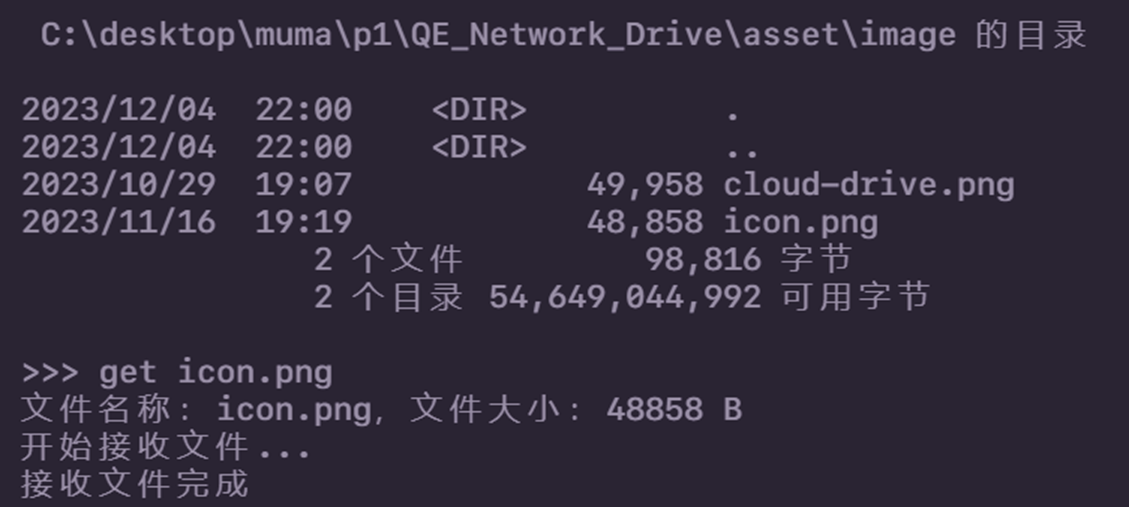 C:\desktop\muma\p1\QE_Network_Drive\asset\image 的目录
2023/12/04  22:00    <DIR>          .
2023/12/04  22:00    <DIR>          ..
2023/10/29  19:07            49,958 cloud-drive.png
2023/11/16  19:19            48,858 icon.png
2 个文件         98,816 字节
2 个目录 54,649,044,992 可用字节
>>> get icon.png
文件名称: icon.png, 文件大小: 48858 B
开始接收文件...
接收文件完成